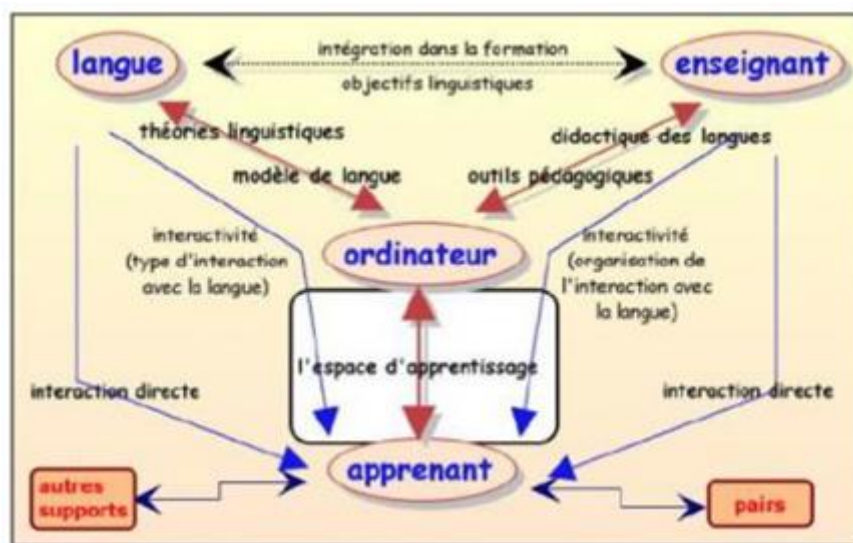 langue
intégration dans la formation
objectifs linguistiques
enseignant
théories linguistiques
didactique des langues
modèle de langue
outils pédagogiques
interactivité
(type d'interaction
avec la langue)
ordinateur
interactivité
(organisation de
l'interaction avec
la langue)
l'espace d'apprentissage
interaction directe
interaction directe
apprenant
autres
supports
pairs